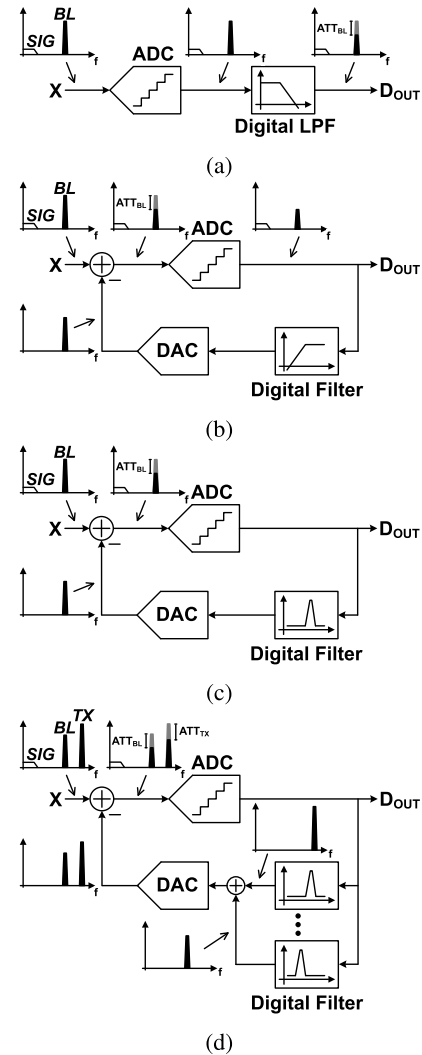 SIG BL f
f
ATT_BL f
ADC
X
D_OUT
Digital LPF
(a)
SIG BL f
ATT_BL f
f
ADC
X + − D_OUT
f
DAC
Digital Filter
(b)
SIG BL f
ATT_BL f
ADC
X + − D_OUT
f
DAC
Digital Filter
(c)
SIG BL TX f
ATT_BL ATT_TX f
ADC
X + − D_OUT
f
f
DAC +
f
Digital Filter
(d)